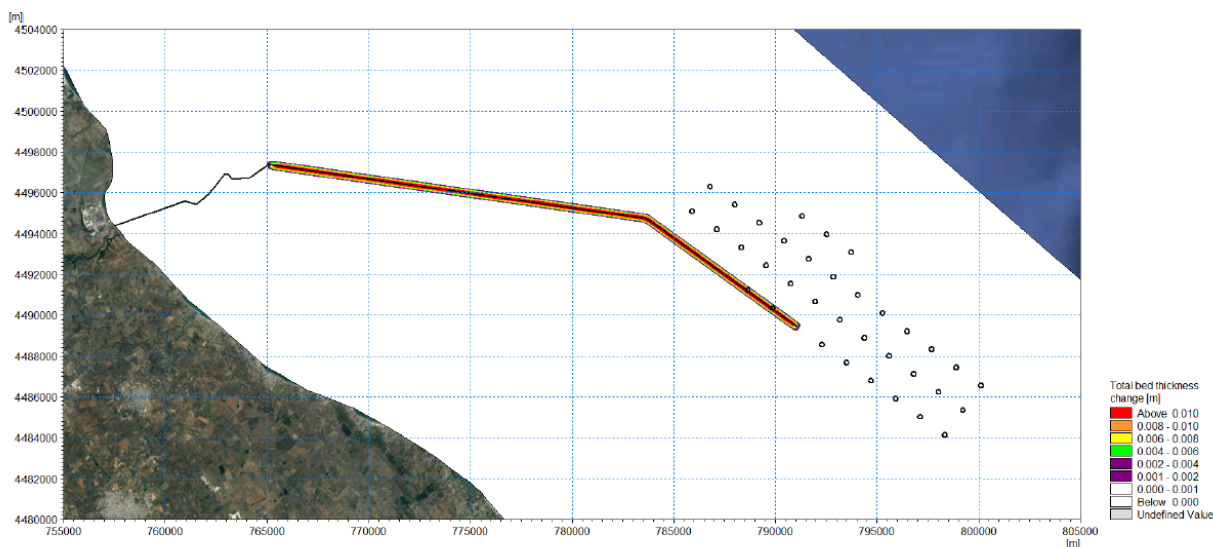 [m]
4504000
4502000
4500000
4498000
4496000
4494000
4492000
4490000
4488000
4486000
4484000
4482000
4480000
755000 760000 765000 770000 775000 780000 785000 790000 795000 800000 805000
[m]
Total bed thickness
change [m]
Above 0.010
0.008 - 0.010
0.006 - 0.008
0.004 - 0.006
0.002 - 0.004
0.001 - 0.002
0.000 - 0.001
Below 0.000
Undefined Value